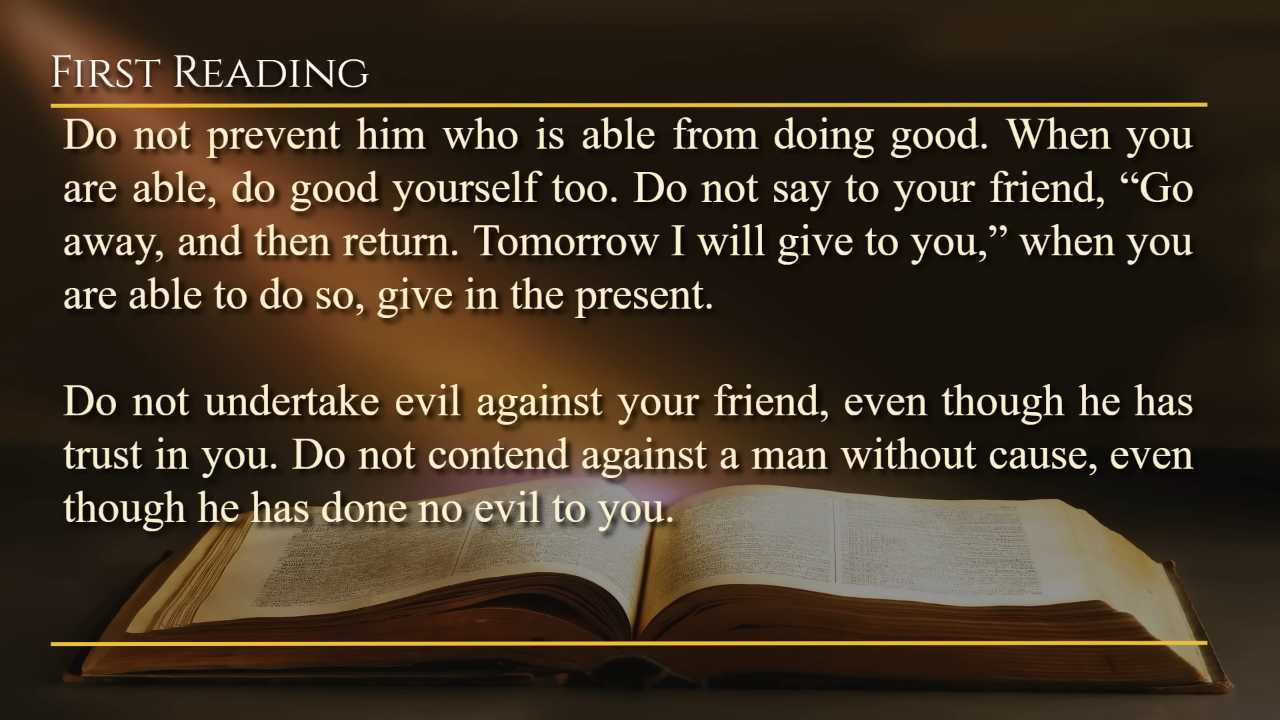 First Reading
Do not prevent him who is able from doing good. When you
are able, do good yourself too. Do not say to your friend, “Go
away, and then return. Tomorrow I will give to you,” when you
are able to do so, give in the present.
Do not undertake evil against your friend, even though he has
trust in you. Do not contend against a man without cause, even
though he has done no evil to you.